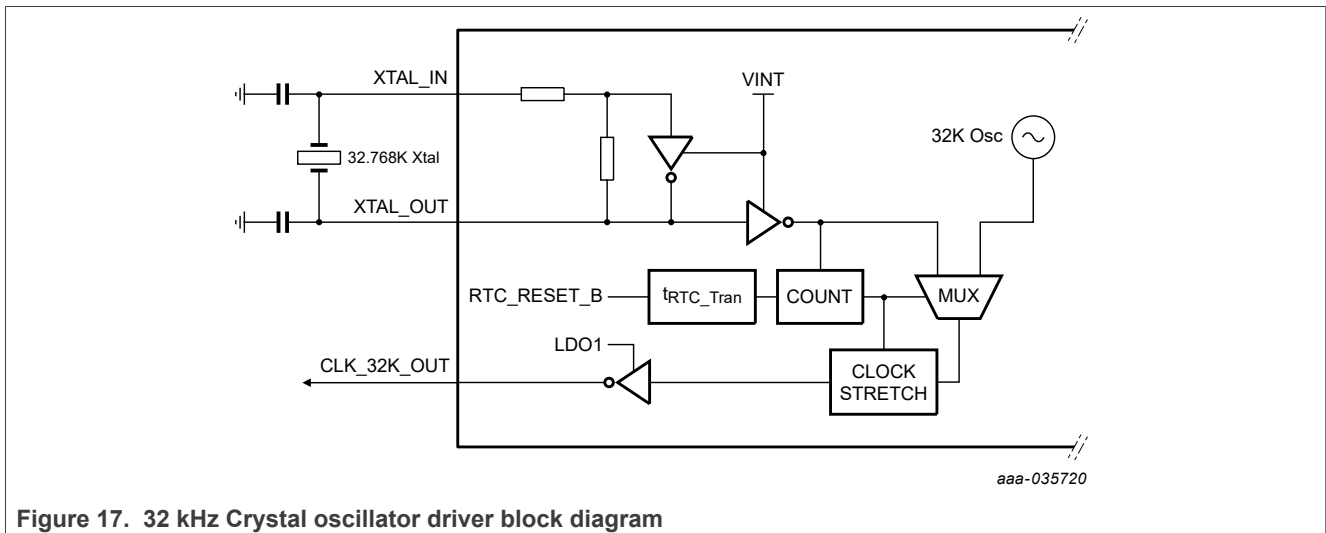 XTAL_IN
VINT
32K Osc
32.768K Xtal
XTAL_OUT
RTC_RESET_B
tRTC_Tran
COUNT
MUX
LDO1
CLK_32K_OUT
CLOCK
STRETCH
aaa-035720
Figure 17. 32 kHz Crystal oscillator driver block diagram